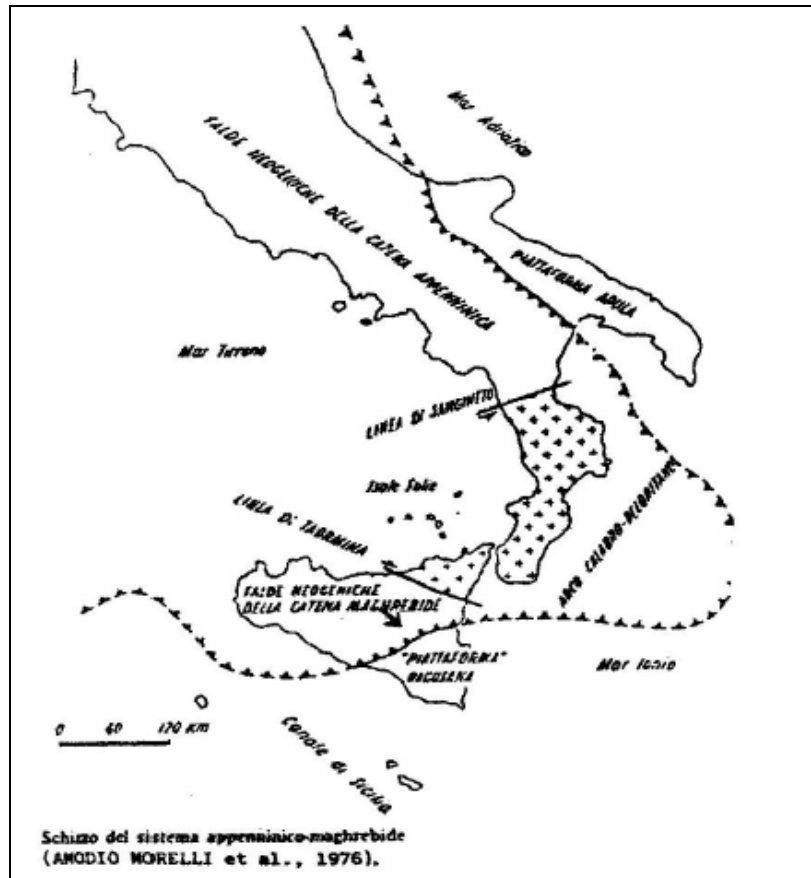 Mar Adriatico
FALDE NEOGENICHE DELLA CATENA APPENNINICA
PIATTAFORMA APULA
Mar Tirreno
LINEA DI SANGINETO
Isole Eolie
LINEA DI TAORMINA
ARCO CALABRO-PELORITANO
FALDE NEOGENICHE
DELLA CATENA MAGHREBIDE
"PIATTAFORMA"
RAGUSANA
Mar Ionio
0 60 120 KM
Canale di Sicilia
Schizzo del sistema appenninico-maghrebide
(AMODIO MORELLI et al., 1976).